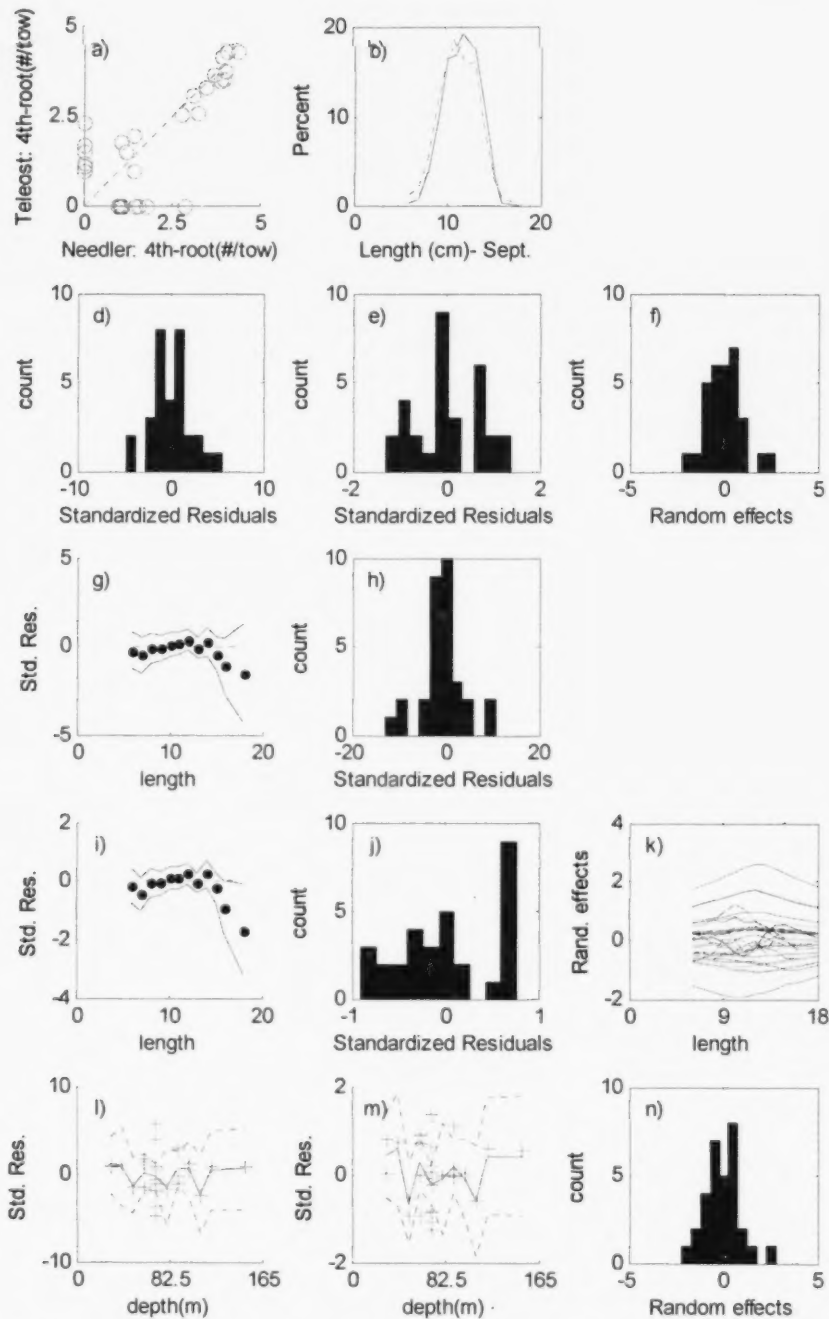 a)
5
2.5
0
Teleost: 4th-root(#/tow)
0 2.5 5
Needler: 4th-root(#/tow)
b)
20
10
0
Percent
0 10 20
Length (cm)- Sept.
d)
10
5
0
count
-10 0 10
Standardized Residuals
e)
10
5
0
count
-2 0 2
Standardized Residuals
f)
10
5
0
count
-5 0 5
Random effects
g)
5
0
-5
Std. Res.
0 10 20
length
h)
10
5
0
count
-20 0 20
Standardized Residuals
i)
2
0
-2
-4
Std. Res.
0 10 20
length
j)
10
5
0
count
-1 0 1
Standardized Residuals
k)
4
2
0
-2
Rand. effects
0 9 18
length
l)
10
0
-10
Std. Res.
0 82.5 165
depth(m)
m)
2
0
-2
Std. Res.
0 82.5 165
depth(m)
n)
10
5
0
count
-5 0 5
Random effects